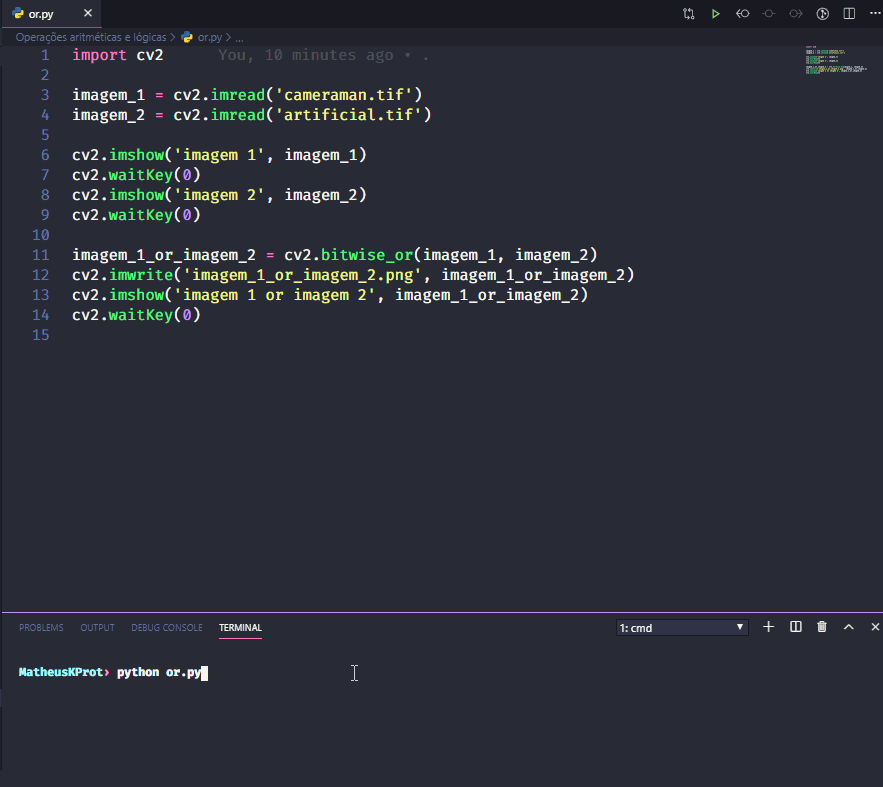 or.py
Operações aritméticas e lógicas > or.py > ...
1 import cv2 You, 10 minutes ago • .
2
3 imagem_1 = cv2.imread('cameraman.tif')
4 imagem_2 = cv2.imread('artificial.tif')
5
6 cv2.imshow('imagem 1', imagem_1)
7 cv2.waitKey(0)
8 cv2.imshow('imagem 2', imagem_2)
9 cv2.waitKey(0)
10
11 imagem_1_or_imagem_2 = cv2.bitwise_or(imagem_1, imagem_2)
12 cv2.imwrite('imagem_1_or_imagem_2.png', imagem_1_or_imagem_2)
13 cv2.imshow('imagem 1 or imagem 2', imagem_1_or_imagem_2)
14 cv2.waitKey(0)
15
PROBLEMS OUTPUT DEBUG CONSOLE TERMINAL 1: cmd
MatheusKProt› python or.py